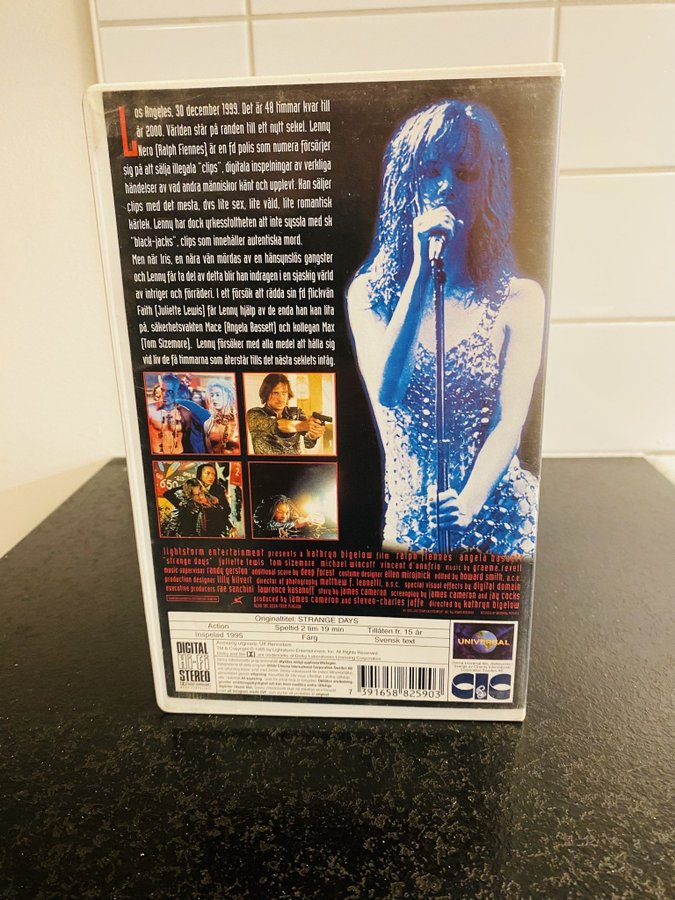 Los Angeles, 30 december 1999. Det är 48 timmar kvar till
år 2000. Världen står på randen till ett nytt sekel. Lenny
Nero (Ralph Fiennes) är en fd polis som numera försörjer
sig på att sälja illegala "clips", digitala inspelningar av verkliga
händelser av vad andra människor känt och upplevt. Kan säljer
clips med det mesta, dvs lite sex, lite våld, lite romantisk
kärlek. Lenny har dock yrkesstoltheten att inte syssla med sk
"black-jacks", clips som innehåller autentiska mord.
Men när Iris, en nära vän mördas av en hänsynslös gangster
och Lenny får ta del av detta blir han indragen i en sjaskig värld
av intriger och förräderi. I ett försök att rädda sin fd flickvän
Faith (Juliette Lewis) får Lenny hjälp av de enda han kan lita
på, säkerhetsvakten Mace (Angela Bassett) och kollegan Max
(Tom Sizemore). Lenny försöker med alla medel att hålla sig
vid liv de få timmarna som återstår tills det nästa seklets intåg.
lightstorm entertainment presents a kathryn bigelow film ralph fiennes angela bassett
"strange days" juliette lewis tom sizemore michael wincott vincent d'onofrio music by graeme revell
music supervisor randy gerston additional score by deep forest costume designer ellen mirojnick edited by howard smith, a.c.e.
production designer lilly kilvert director of photography matthew f. leonetti, a.s.c. special visual effects by digital domain
executive producers rae sanchini lawrence kasanoff story by james cameron screenplay by james cameron and jay cocks
produced by james cameron and steven-charles jaffe directed by kathryn bigelow
READ THE BOOK FROM PENGUIN
Originaltitel: STRANGE DAYS
Action Speltid 2 tim 19 min Tillåten fr. 15 år
Inspelad 1995 Färg Svensk text
DIGITAL
HI-FI
STEREO
UNIVERSAL
CIC
7 391658 825903